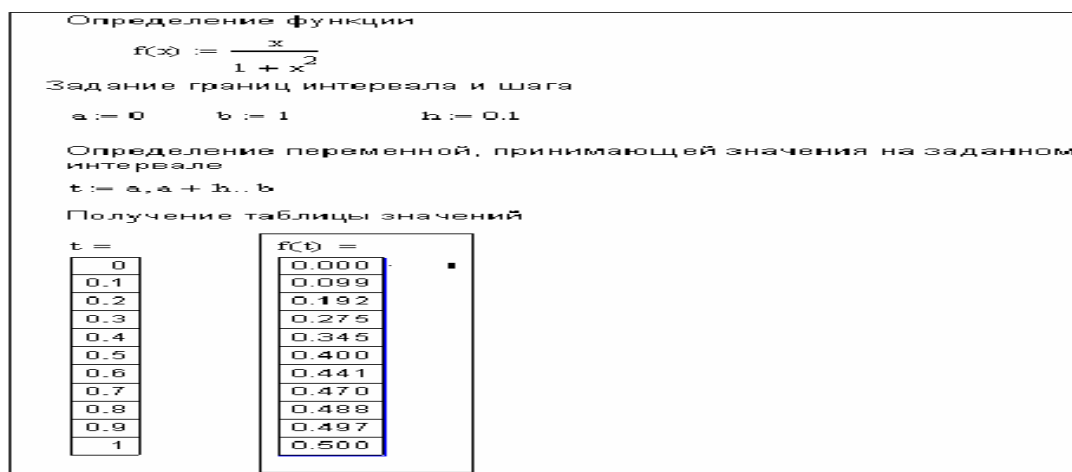 Определение функции
f(x) := x / (1 + x²)
Задание границ интервала и шага
a := 0 b := 1 h := 0.1
Определение переменной, принимающей значения на заданном
интервале
t := a, a + h.. b
Получение таблицы значений
t = f(t) =
0 0.000
0.1 0.099
0.2 0.192
0.3 0.275
0.4 0.345
0.5 0.400
0.6 0.441
0.7 0.470
0.8 0.488
0.9 0.497
1 0.500